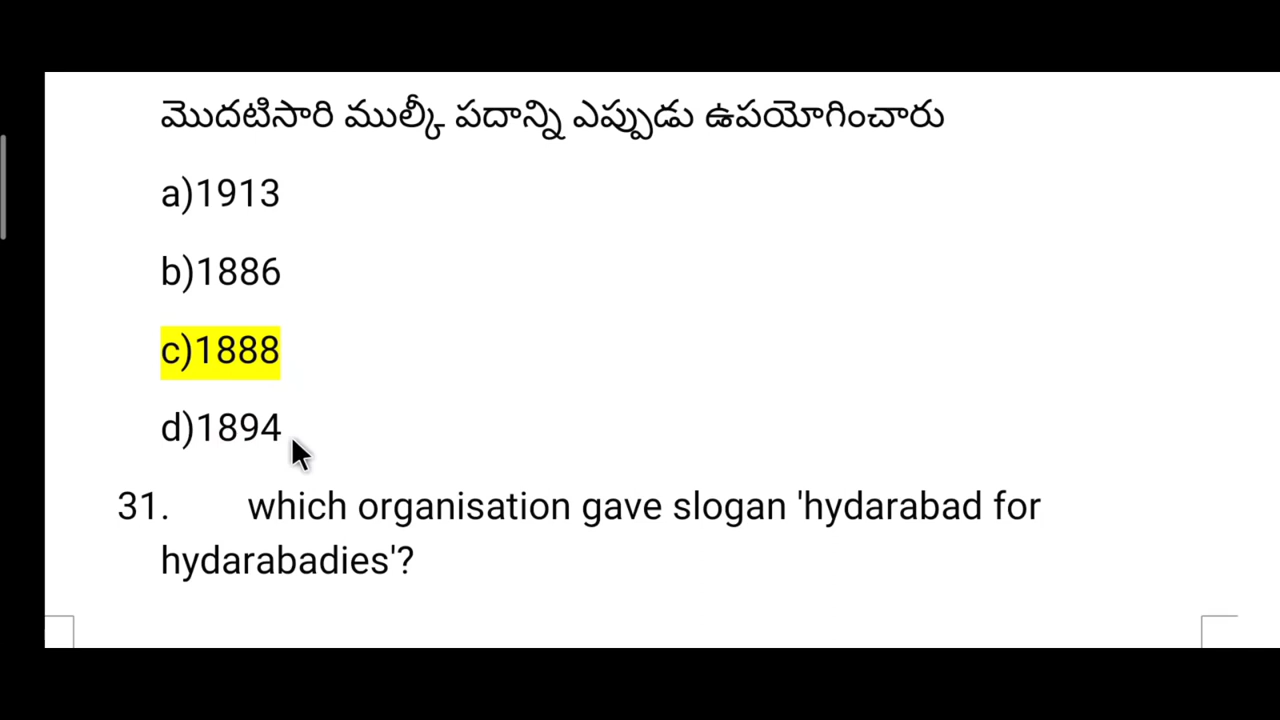 మొదటిసారి ముల్కీ పదాన్ని ఎప్పుడు ఉపయోగించారు
a)1913
b)1886
c)1888
d)1894
31. which organisation gave slogan 'hydarabad for
hydarabadies'?